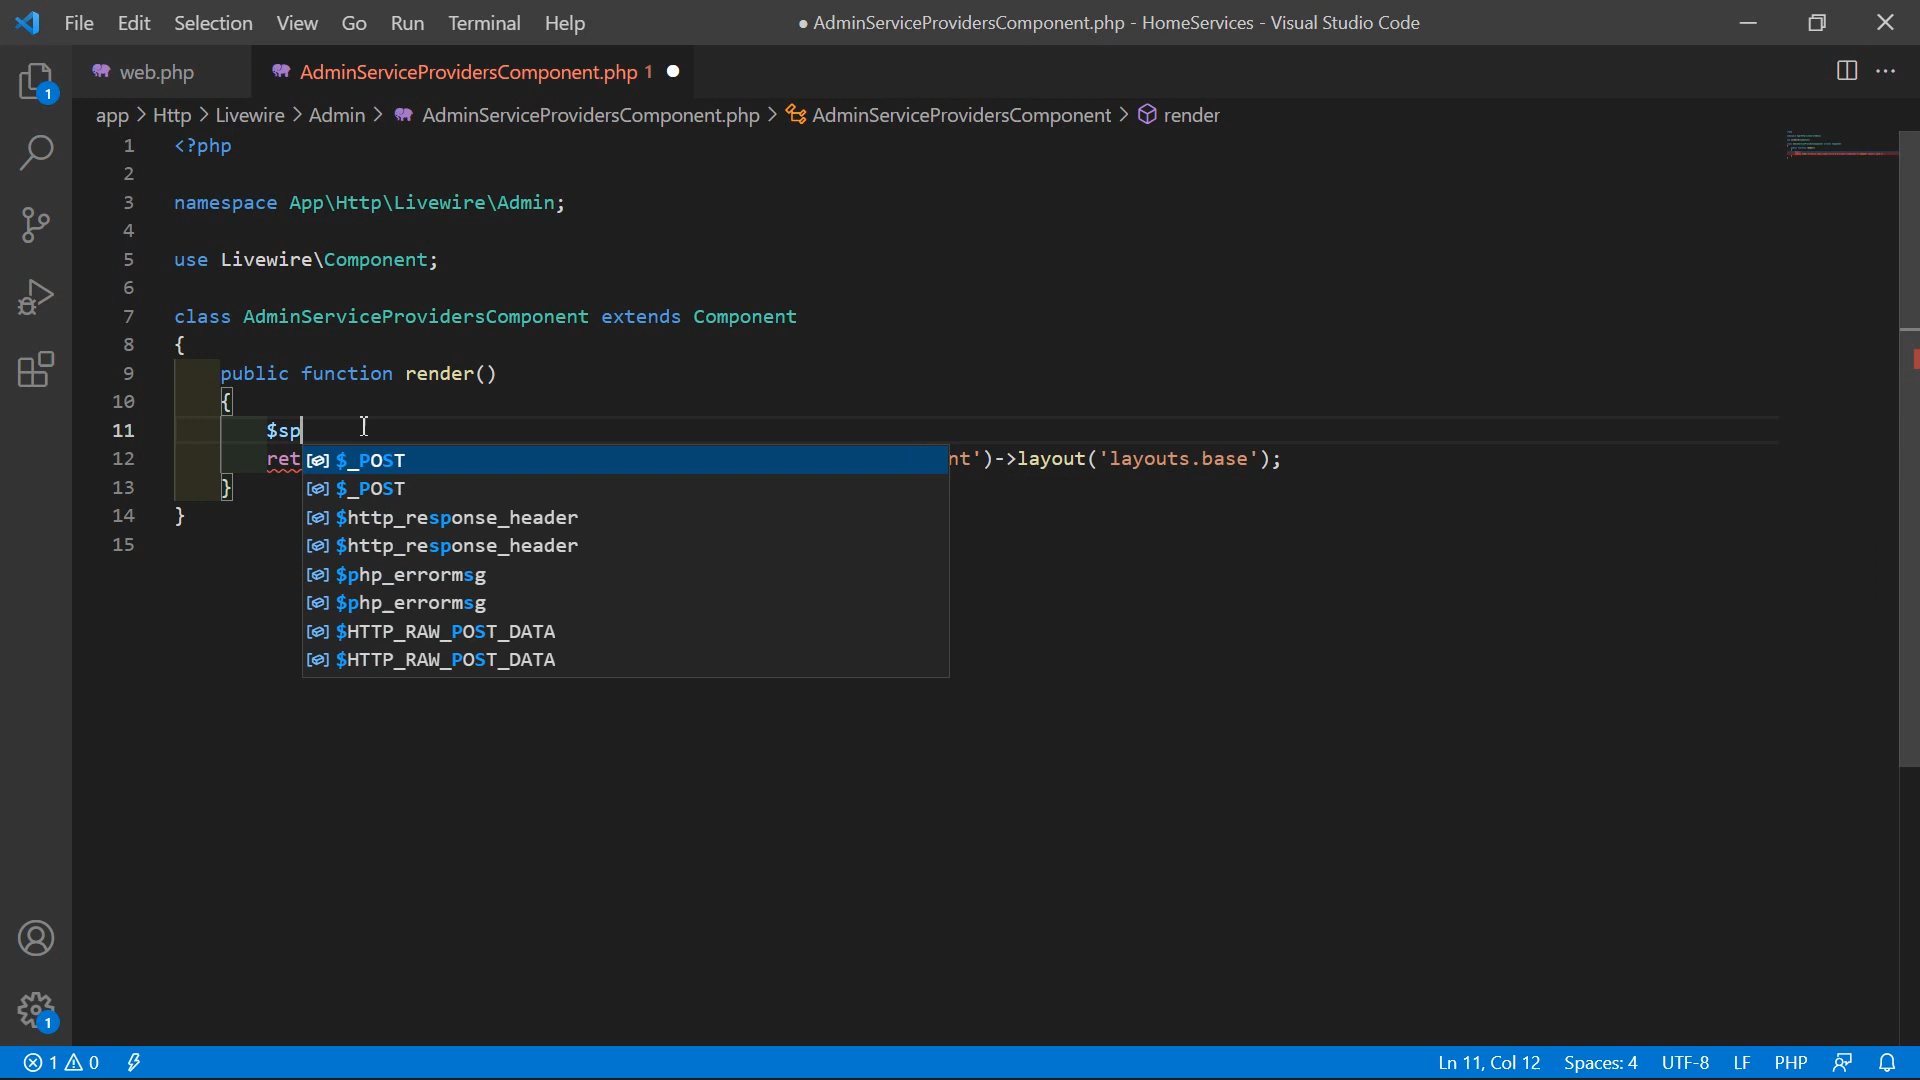 File Edit Selection View Go Run Terminal Help ● AdminServiceProvidersComponent.php - HomeServices - Visual Studio Code
web.php AdminServiceProvidersComponent.php 1
app > Http > Livewire > Admin > AdminServiceProvidersComponent.php > AdminServiceProvidersComponent > render
1 <?php
2
3 namespace App\Http\Livewire\Admin;
4
5 use Livewire\Component;
6
7 class AdminServiceProvidersComponent extends Component
8 {
9 public function render()
10 {
11 $sp
12 ret nt')->layout('layouts.base');
$_POST
13 }
$_POST
14 }
$http_response_header
15
$http_response_header
$php_errormsg
$php_errormsg
$HTTP_RAW_POST_DATA
$HTTP_RAW_POST_DATA
1
1
1 0 Ln 11, Col 12 Spaces: 4 UTF-8 LF PHP